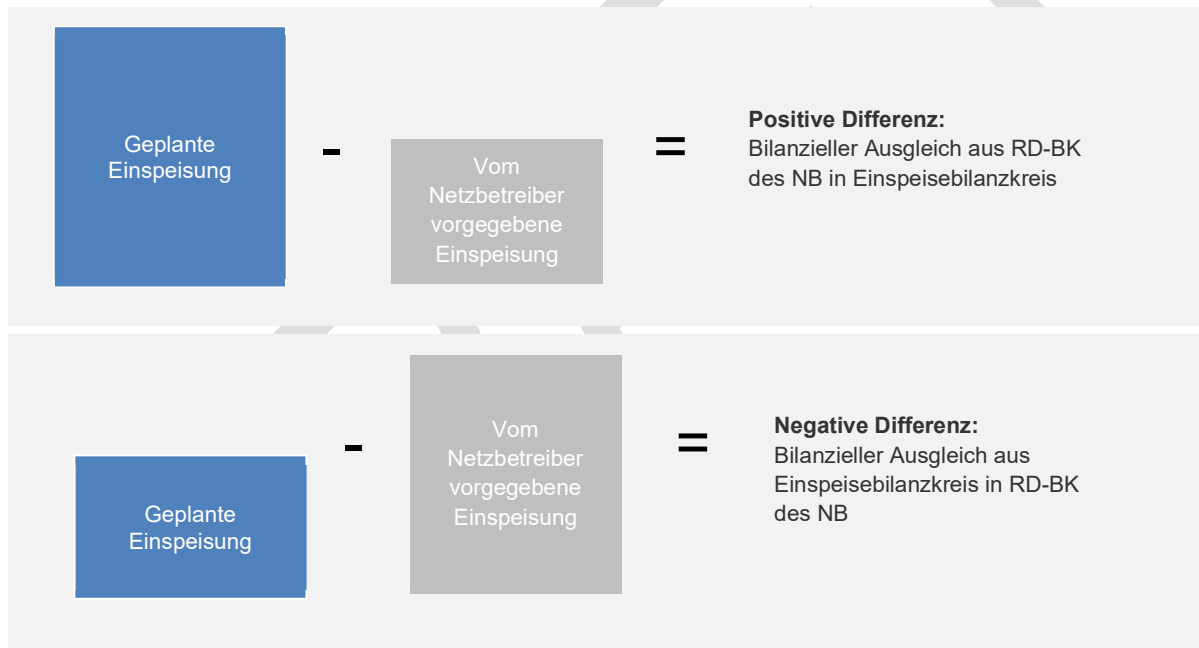 Geplante
Einspeisung
-
Vom
Netzbetreiber
vorgegebene
Einspeisung
=
Positive Differenz:
Bilanzieller Ausgleich aus RD-BK
des NB in Einspeisebilanzkreis
Geplante
Einspeisung
-
Vom
Netzbetreiber
vorgegebene
Einspeisung
=
Negative Differenz:
Bilanzieller Ausgleich aus
Einspeisebilanzkreis in RD-BK
des NB